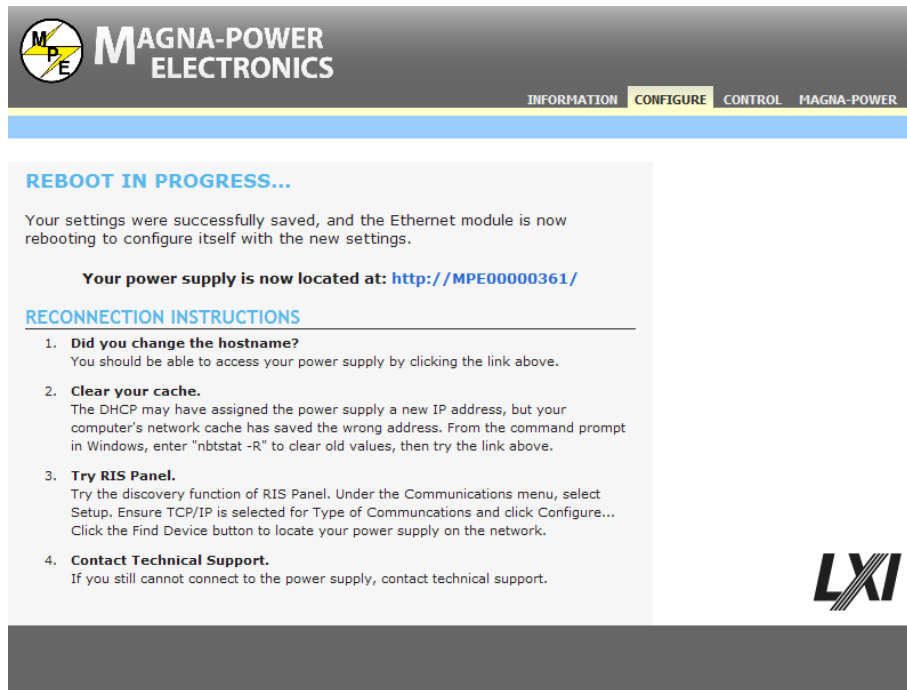 MPE
MAGNA-POWER
ELECTRONICS
INFORMATION CONFIGURE CONTROL MAGNA-POWER
REBOOT IN PROGRESS...
Your settings were successfully saved, and the Ethernet module is now
rebooting to configure itself with the new settings.
Your power supply is now located at: http://MPE00000361/
RECONNECTION INSTRUCTIONS
1. Did you change the hostname?
You should be able to access your power supply by clicking the link above.
2. Clear your cache.
The DHCP may have assigned the power supply a new IP address, but your
computer's network cache has saved the wrong address. From the command prompt
in Windows, enter "nbtstat -R" to clear old values, then try the link above.
3. Try RIS Panel.
Try the discovery function of RIS Panel. Under the Communications menu, select
Setup. Ensure TCP/IP is selected for Type of Communcations and click Configure...
Click the Find Device button to locate your power supply on the network.
4. Contact Technical Support.
If you still cannot connect to the power supply, contact technical support.
LXI